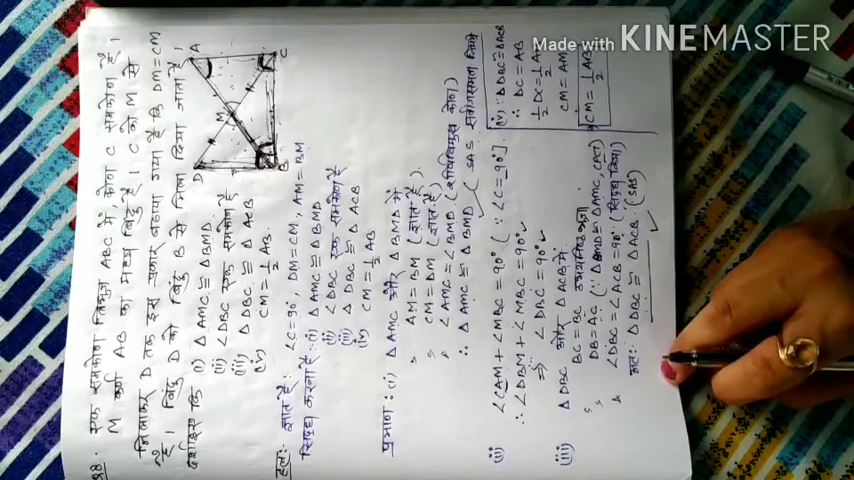 Q8. एक समकोण त्रिभुज ABC में कोण C समकोण है।
M कर्ण AB का मध्य बिंदु है। C को M से
मिलाकर D तक इस प्रकार बढ़ाया गया है कि DM = CM
है। बिंदु D को बिंदु B से मिला दिया जाता है।
दर्शाइए कि (i) △AMC ≅ △BMD
(ii) ∠DBC एक समकोण है
(iii) △DBC ≅ △ACB
(iv) CM = 1/2 AB.
D
A
M
B
C
हल:- ज्ञात है:- ∠C = 90°, DM = CM, AM = BM
सिद्ध करना है:- (i) △AMC ≅ △BMD
(ii) ∠DBC एक समकोण है
(iii) △DBC ≅ △ACB
(iv) CM = 1/2 AB
प्रमाण: (i) △AMC और △BMD में
AM = BM (ज्ञात है)
CM = DM (ज्ञात है)
∠AMC = ∠BMD (शीर्षाभिमुख कोण)
∴ △AMC ≅ △BMD (SAS सर्वांगसमता नियम
(ii) ∠CAM + ∠MBC = 90° (∵ ∠C = 90°]
∴ ∠DBM + ∠MBC = 90°
⇒ ∠DBC = 90°
(iii) △DBC और △ACB में
BC = BC उभयनिष्ठ भुजा
DB = AC (∵ △BMD ≅ △AMC, CPCT)
∠DBC = ∠ACB = 90° (सिद्ध किया)
अतः △DBC ≅ △ACB (SAS)
(iv) ∵ △DBC ≅ △ACB
∴ DC = AB
1/2 DC = 1/2 AB
CM = AM
CM = 1/2 AB
Made with KINEMASTER